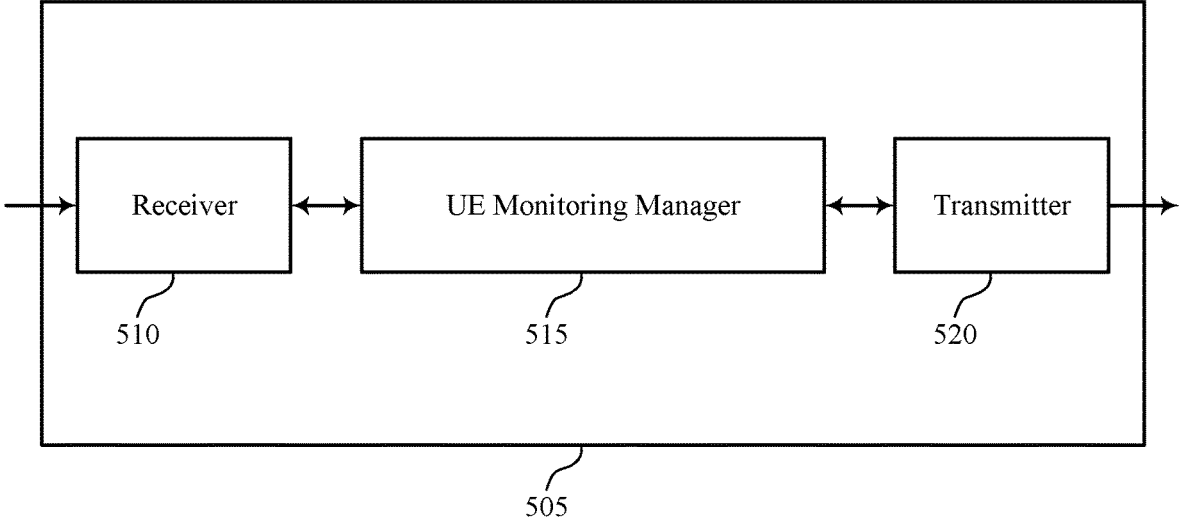 Receiver
UE Monitoring Manager
Transmitter
510
515
520
505